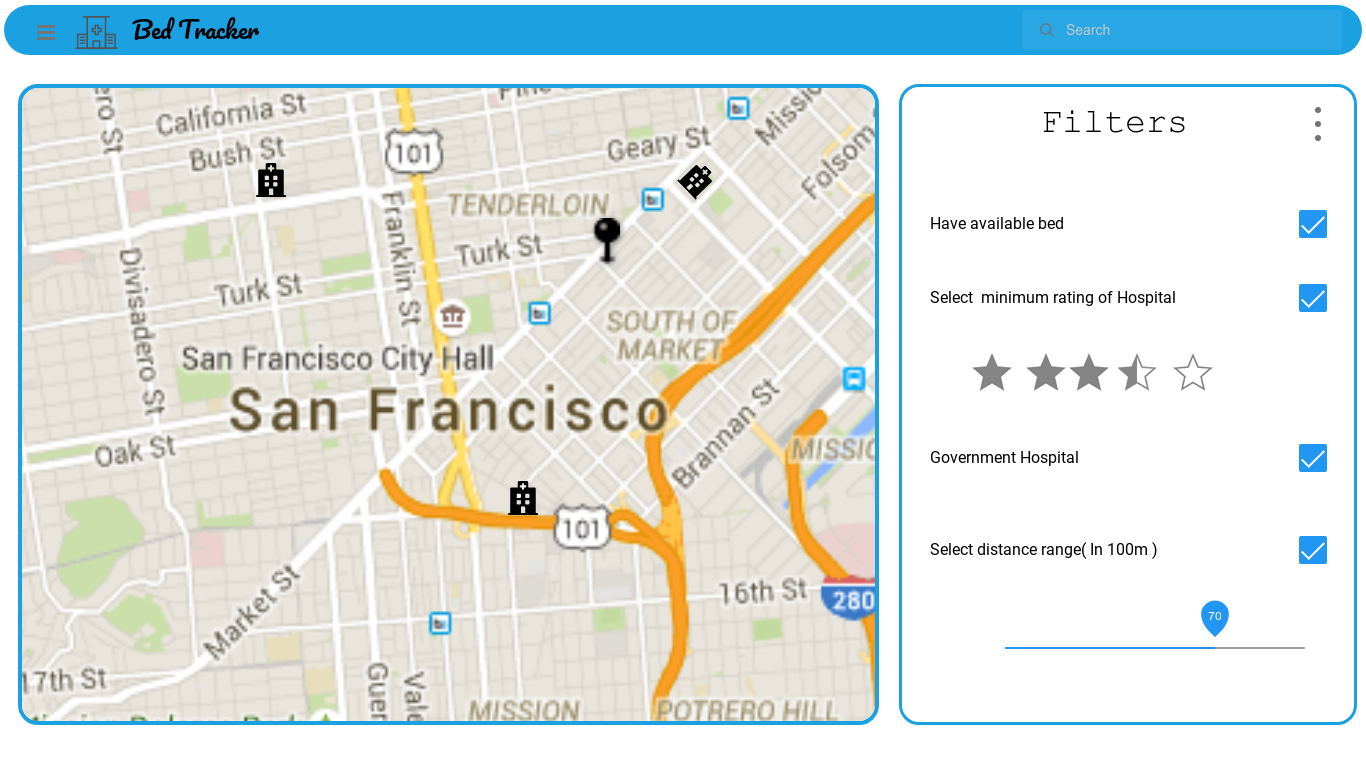 Bed Tracker
Search
California St
Bush St
101
Geary St
Folsom
TENDERLOIN
Franklin St
Turk St
Divisadero St
Turk St
SOUTH OF
MARKET
San Francisco City Hall
San Francisco
Brannan St
Oak St
101
16th St
280
Market St
17th St
MISSION
POTRERO HILL
Filters
Have available bed
Select  minimum rating of Hospital
Government Hospital
Select distance range( In 100m )
70